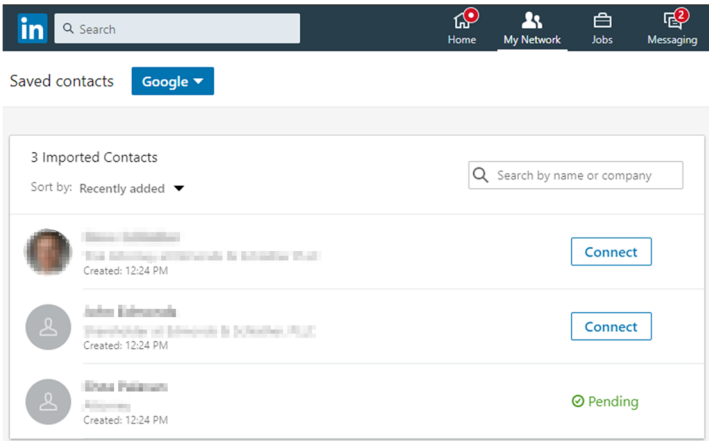 in Search
Home
My Network
Jobs
2
Messaging
Saved contacts Google
3 Imported Contacts
Sort by: Recently added
Search by name or company
Created: 12:24 PM
Connect
Created: 12:24 PM
Connect
Created: 12:24 PM
Pending